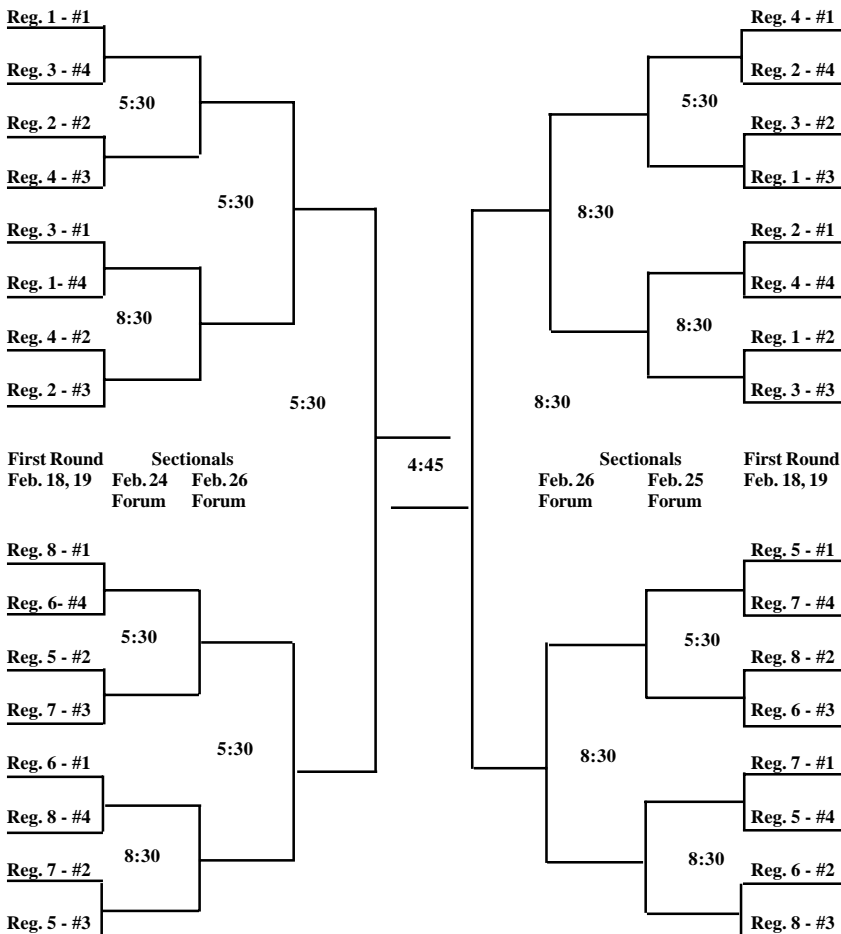 Reg. 1 - #1
Reg. 3 - #4
5:30
Reg. 2 - #2
Reg. 4 - #3
5:30
Reg. 3 - #1
Reg. 1- #4
8:30
Reg. 4 - #2
Reg. 2 - #3
5:30
First Round Sectionals
Feb. 18, 19 Feb. 24 Feb. 26
Forum Forum
Reg. 8 - #1
Reg. 6- #4
5:30
Reg. 5 - #2
Reg. 7 - #3
5:30
Reg. 6 - #1
Reg. 8 - #4
8:30
Reg. 7 - #2
Reg. 5 - #3
4:45
Reg. 4 - #1
Reg. 2 - #4
5:30
Reg. 3 - #2
Reg. 1 - #3
8:30
Reg. 2 - #1
Reg. 4 - #4
8:30
Reg. 1 - #2
Reg. 3 - #3
8:30
Sectionals First Round
Feb. 26 Feb. 25 Feb. 18, 19
Forum Forum
Reg. 5 - #1
Reg. 7 - #4
5:30
Reg. 8 - #2
Reg. 6 - #3
8:30
Reg. 7 - #1
Reg. 5 - #4
8:30
Reg. 6 - #2
Reg. 8 - #3